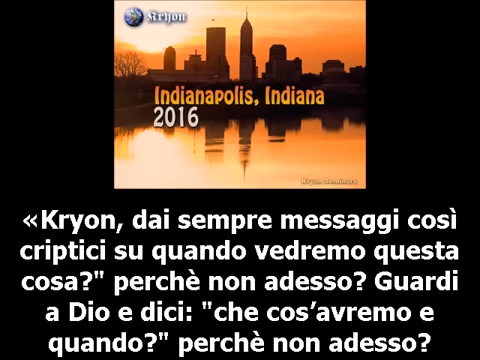 Kryon
Indianapolis, Indiana
2016
Kryon Seminars
«Kryon, dai sempre messaggi così
criptici su quando vedremo questa
cosa?" perchè non adesso? Guardi
a Dio e dici: "che cos’avremo e
quando?" perchè non adesso?